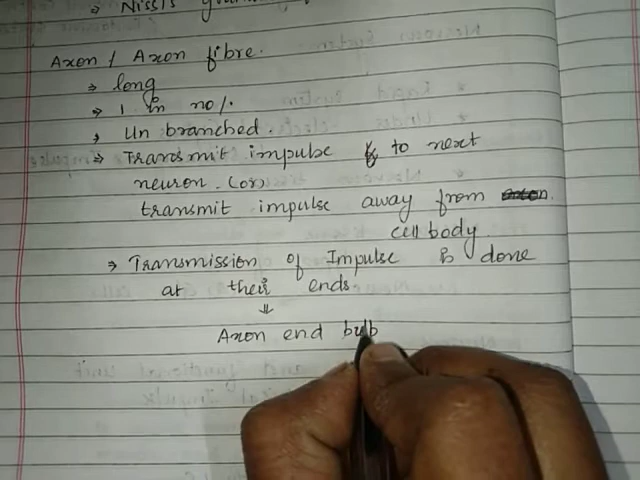 → Nissl's
Axon / Axon fibre.
→ long
→ 1 in no/.
→ Un branched.
→ Transmit impulse to next
neuron. (or)
transmit impulse away from
cell body
→ Transmission of Impulse is done
at their ends.
⇓
Axon end bulb